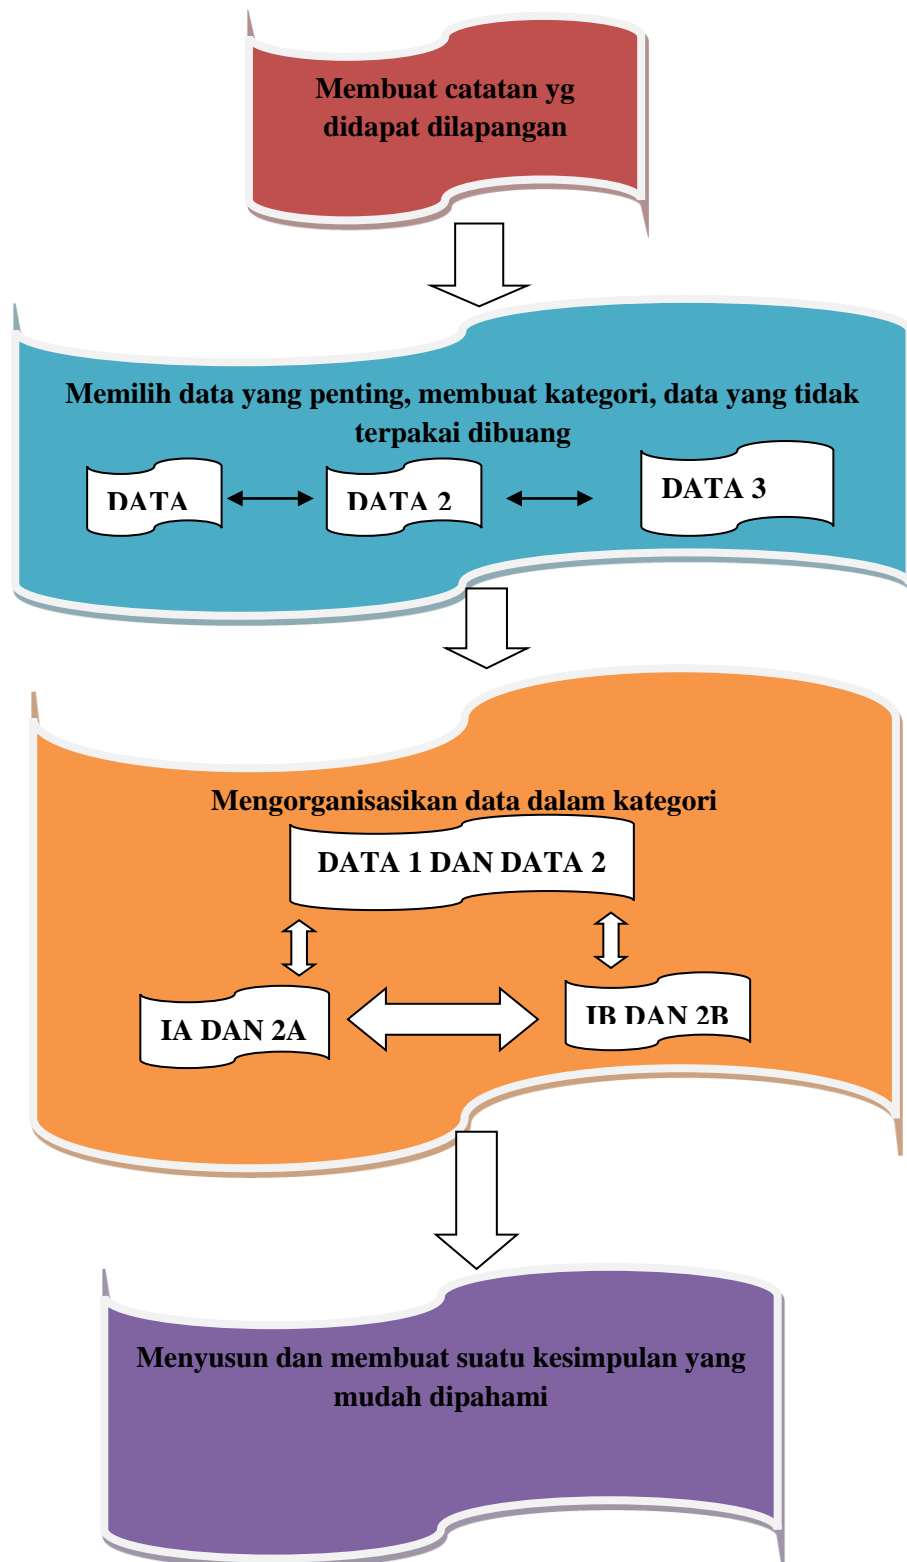 Membuat catatan yg
didapat dilapangan
Memilih data yang penting, membuat kategori, data yang tidak
terpakai dibuang
DATA
DATA 2
DATA 3
Mengorganisasikan data dalam kategori
DATA 1 DAN DATA 2
IA DAN 2A
IB DAN 2B
Menyusun dan membuat suatu kesimpulan yang
mudah dipahami